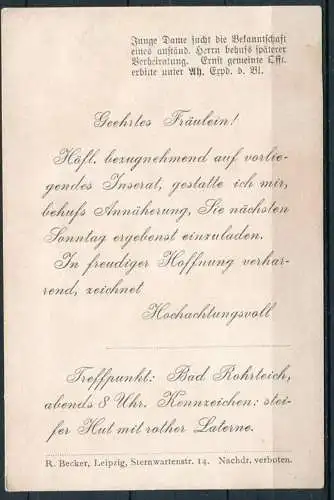 Junge Dame sucht die Bekanntschaft
eines anständ. Herrn behufs späterer
Verheiratung. Ernst gemeinte Off.
erbitte unter Ah. Expd. d. Bl.
Geehrtes Fräulein!
Höfl. bezugnehmend auf vorlie-
gendes Inserat, gestatte ich mir,
behufs Annäherung, Sie nächsten
Sonntag ergebenst einzuladen.
In freudiger Hoffnung verhar-
rend, zeichnet
Hochachtungsvoll
Treffpunkt: Bad Rohrteich,
abends 8 Uhr. Kennzeichen: stei-
fer Hut mit rother Laterne.
R. Becker, Leipzig, Sternwartenstr. 14. Nachdr. verboten.